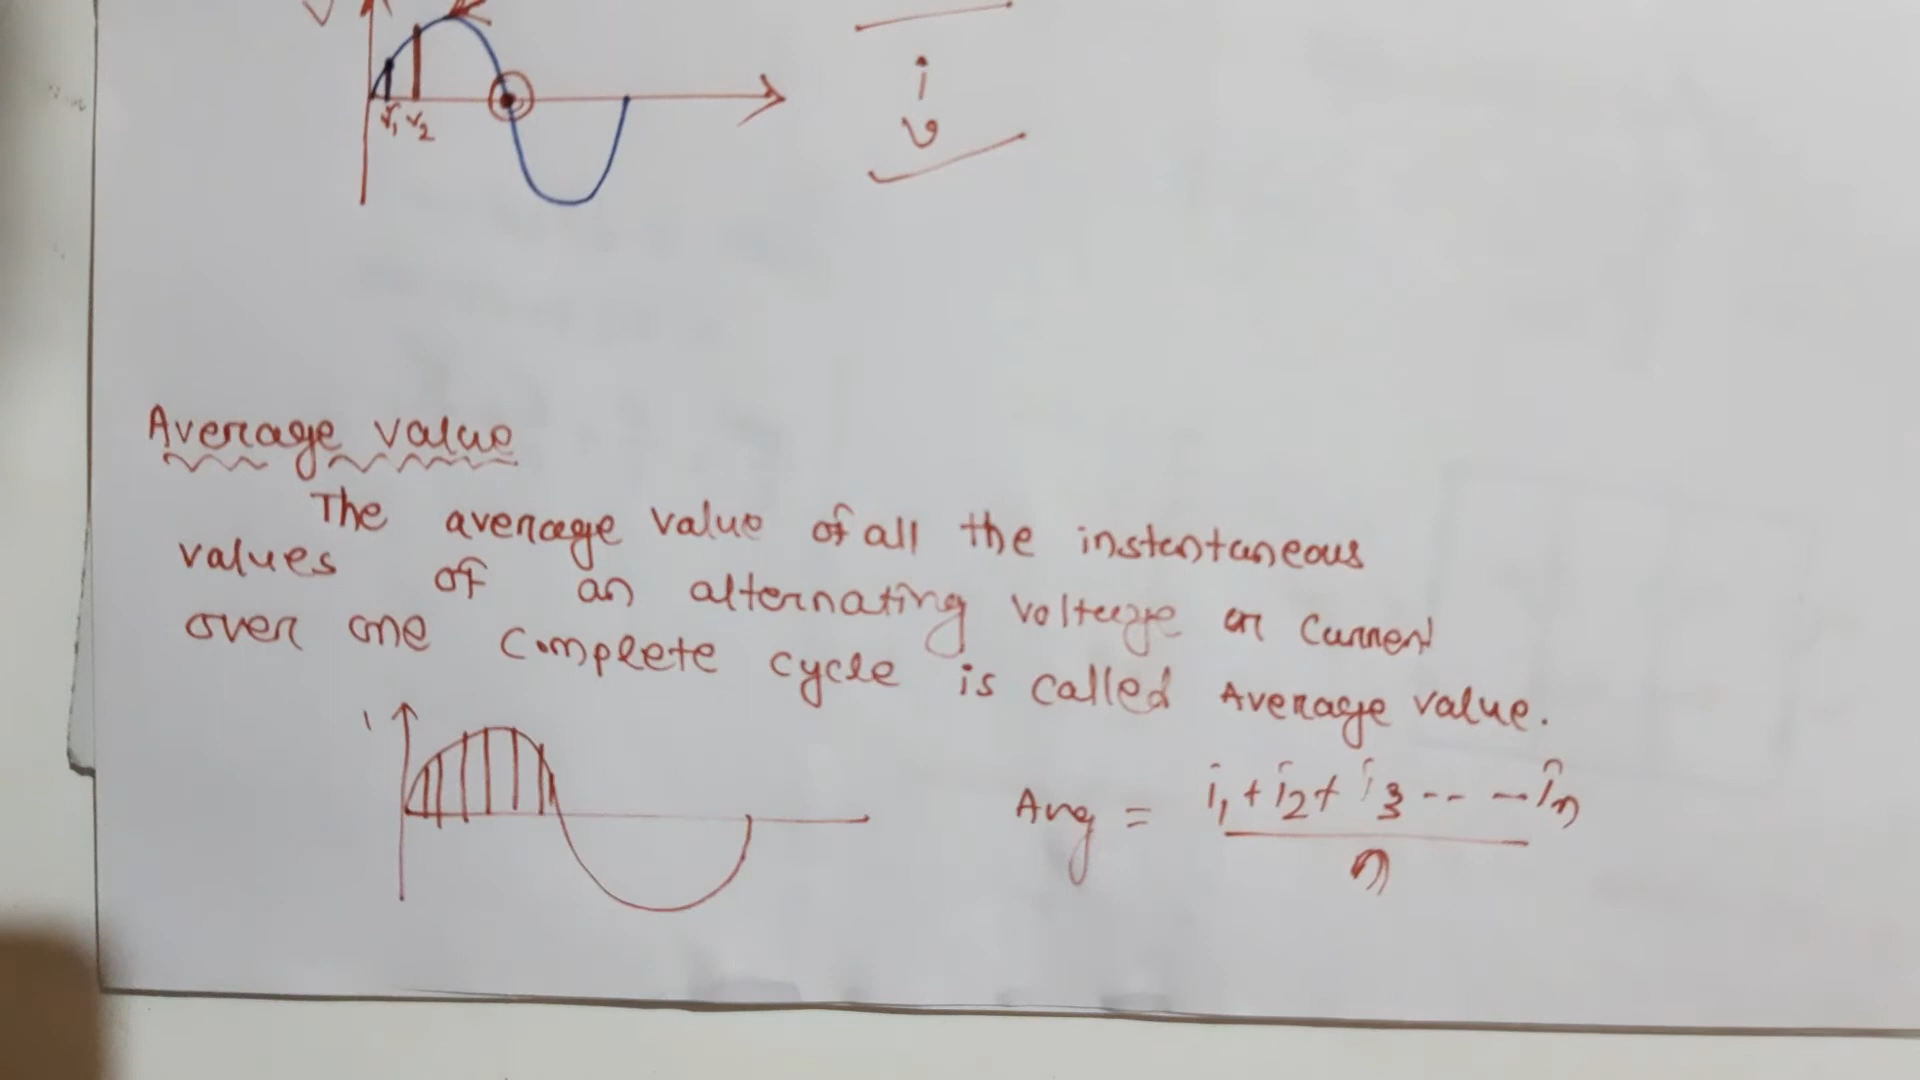 V
v₁ v₂
i
v
Average value
The average value of all the instantaneous
values of an alternating voltage or current
over one complete cycle is called Average value.
i
Avg = i₁ + i₂ + i₃ -- - iₙ
n